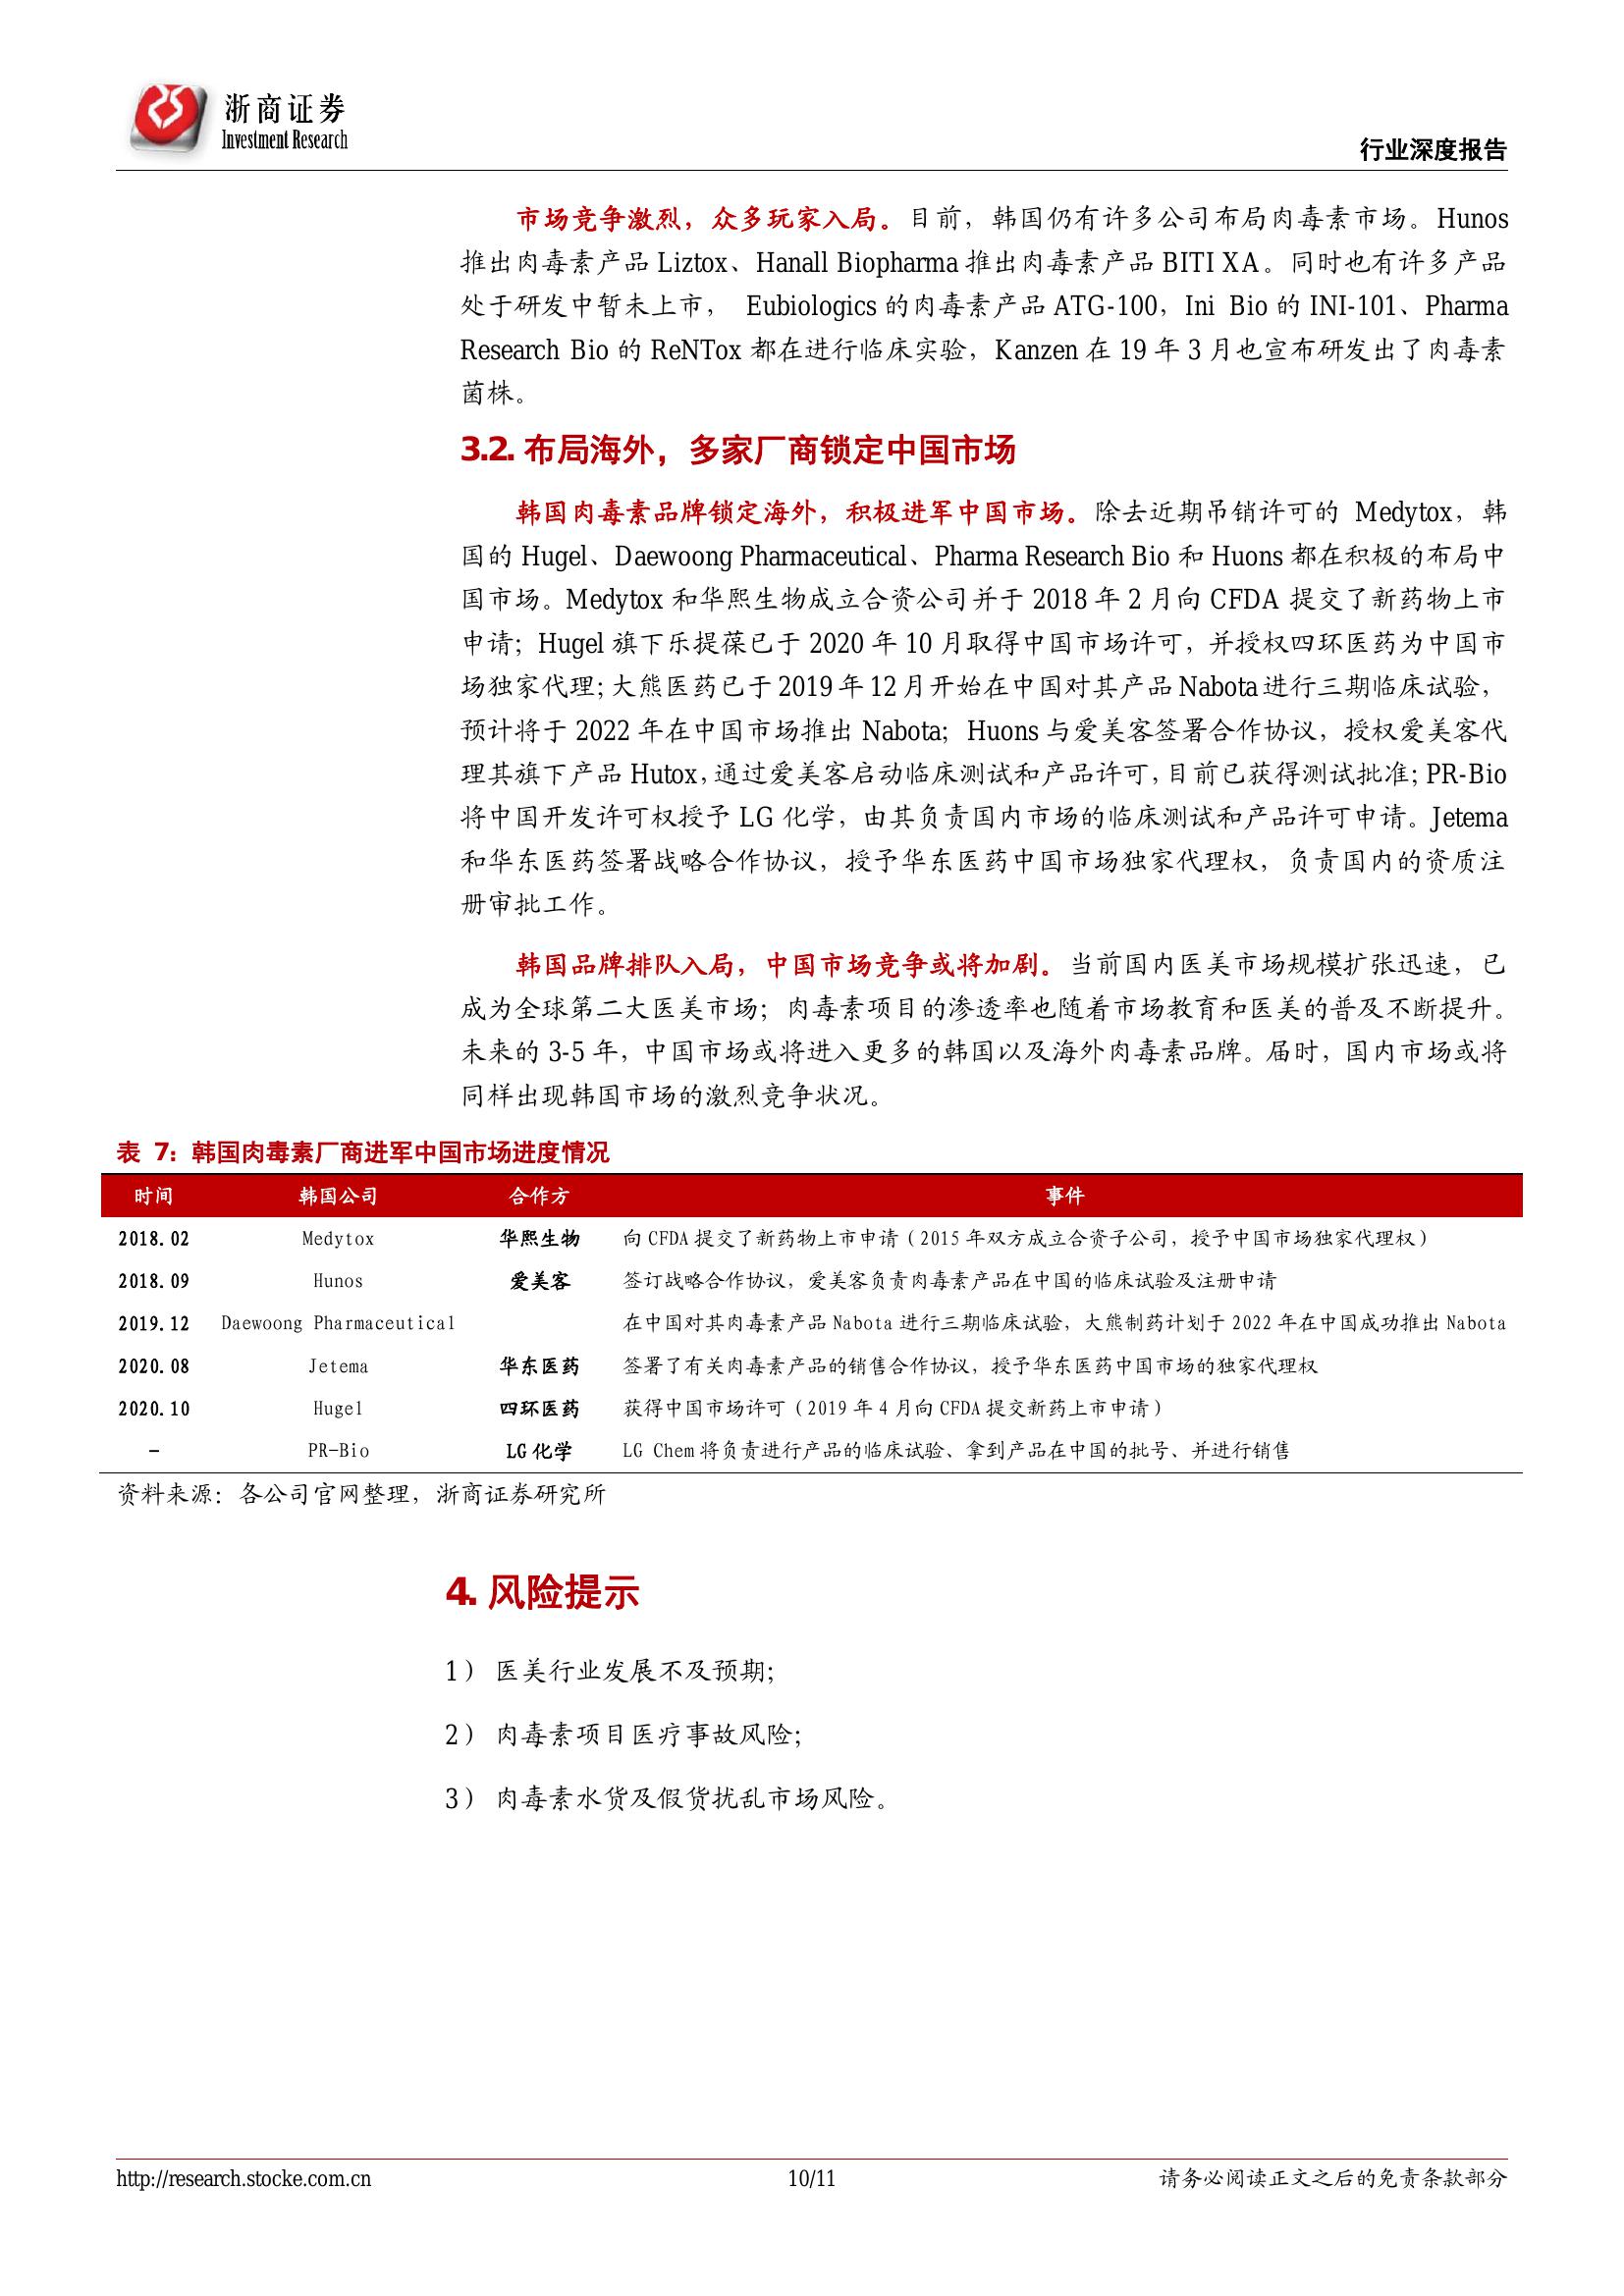 浙商证券
Investment Research
行业深度报告
市场竞争激烈，众多玩家入局。目前，韩国仍有许多公司布局肉毒素市场。Hunos
推出肉毒素产品 Liztox、Hanall Biopharma 推出肉毒素产品 BITI XA。同时也有许多产品
处于研发中暂未上市， Eubiologics 的肉毒素产品 ATG-100，Ini Bio 的 INI-101、Pharma
Research Bio 的 ReNTox 都在进行临床实验，Kanzen 在 19 年 3 月也宣布研发出了肉毒素
菌株。
3.2. 布局海外，多家厂商锁定中国市场
韩国肉毒素品牌锁定海外，积极进军中国市场。除去近期吊销许可的 Medytox，韩
国的 Hugel、Daewoong Pharmaceutical、Pharma Research Bio 和 Huons 都在积极的布局中
国市场。Medytox 和华熙生物成立合资公司并于 2018 年 2 月向 CFDA 提交了新药物上市
申请；Hugel 旗下乐提葆已于 2020 年 10 月取得中国市场许可，并授权四环医药为中国市
场独家代理；大熊医药已于 2019 年 12 月开始在中国对其产品 Nabota 进行三期临床试验，
预计将于 2022 年在中国市场推出 Nabota；Huons 与爱美客签署合作协议，授权爱美客代
理其旗下产品 Hutox，通过爱美客启动临床测试和产品许可，目前已获得测试批准；PR-Bio
将中国开发许可权授予 LG 化学，由其负责国内市场的临床测试和产品许可申请。Jetema
和华东医药签署战略合作协议，授予华东医药中国市场独家代理权，负责国内的资质注
册审批工作。
韩国品牌排队入局，中国市场竞争或将加剧。当前国内医美市场规模扩张迅速，已
成为全球第二大医美市场；肉毒素项目的渗透率也随着市场教育和医美的普及不断提升。
未来的 3-5 年，中国市场或将进入更多的韩国以及海外肉毒素品牌。届时，国内市场或将
同样出现韩国市场的激烈竞争状况。
表 7：韩国肉毒素厂商进军中国市场进度情况
时间 韩国公司 合作方 事件
2018.02 Medytox 华熙生物 向 CFDA 提交了新药物上市申请（2015 年双方成立合资子公司，授予中国市场独家代理权）
2018.09 Hunos 爱美客 签订战略合作协议，爱美客负责肉毒素产品在中国的临床试验及注册申请
2019.12 Daewoong Pharmaceutical 在中国对其肉毒素产品 Nabota 进行三期临床试验，大熊制药计划于 2022 年在中国成功推出 Nabota
2020.08 Jetema 华东医药 签署了有关肉毒素产品的销售合作协议，授予华东医药中国市场的独家代理权
2020.10 Hugel 四环医药 获得中国市场许可（2019 年 4 月向 CFDA 提交新药上市申请）
- PR-Bio LG 化学 LG Chem 将负责进行产品的临床试验、拿到产品在中国的批号、并进行销售
资料来源：各公司官网整理，浙商证券研究所
4. 风险提示
1） 医美行业发展不及预期；
2） 肉毒素项目医疗事故风险；
3） 肉毒素水货及假货扰乱市场风险。
http://research.stocke.com.cn 10/11 请务必阅读正文之后的免责条款部分